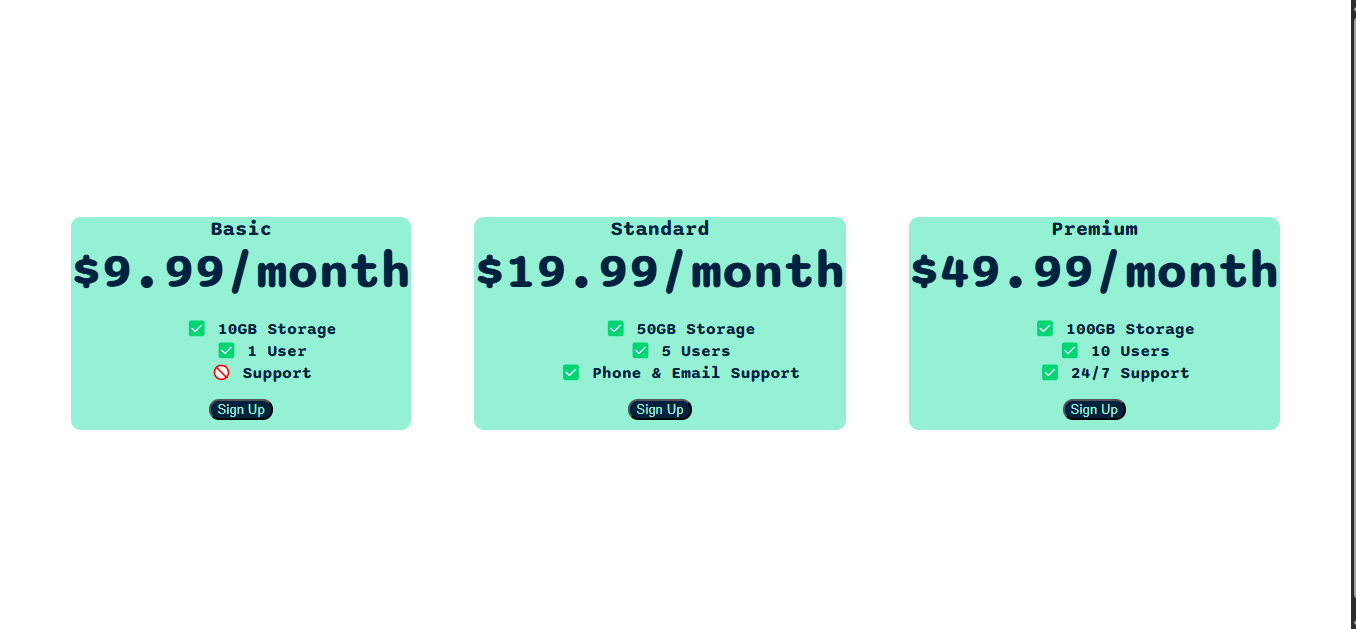 Basic
$9.99/month
✅ 10GB Storage
✅ 1 User
🚫 Support
Sign Up
Standard
$19.99/month
✅ 50GB Storage
✅ 5 Users
✅ Phone & Email Support
Sign Up
Premium
$49.99/month
✅ 100GB Storage
✅ 10 Users
✅ 24/7 Support
Sign Up